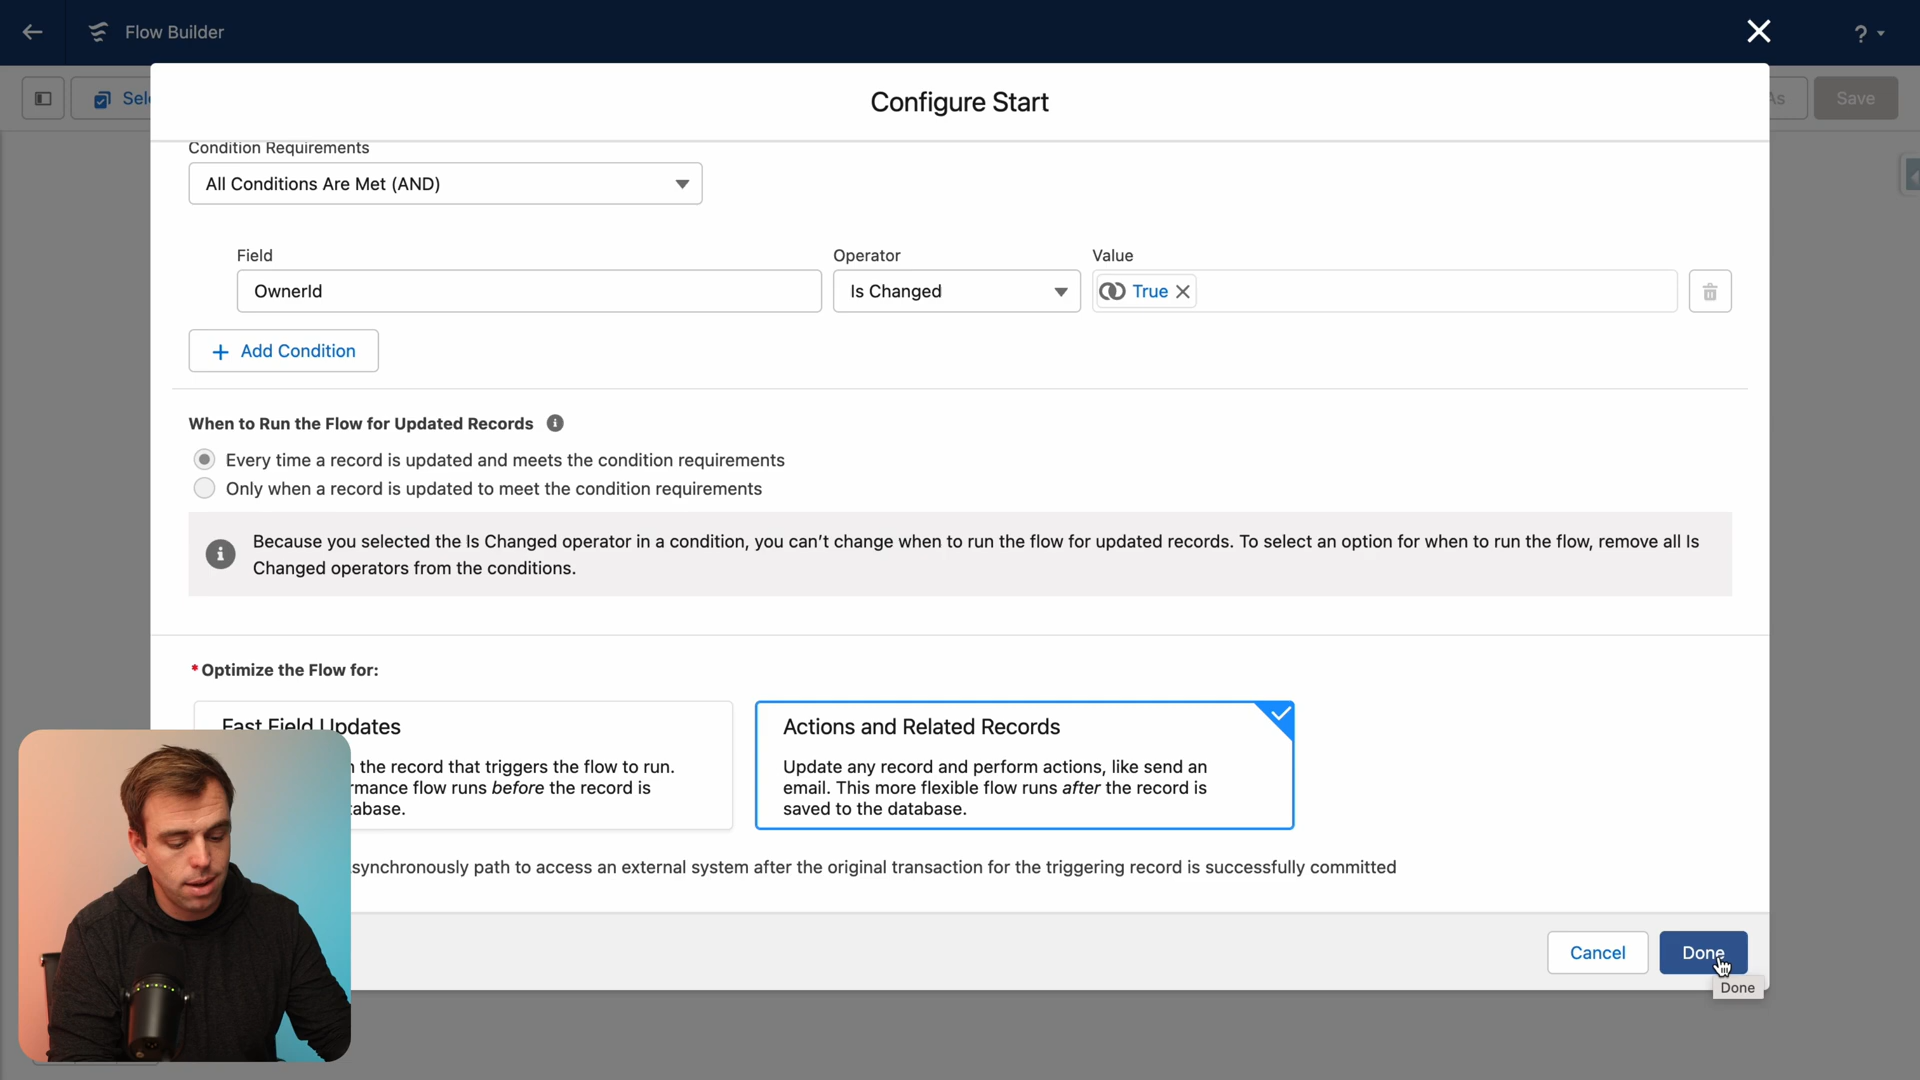 Flow Builder
?
Sele
As
Save
Configure Start
Condition Requirements
All Conditions Are Met (AND)
Field
Operator
Value
OwnerId
Is Changed
True
+ Add Condition
When to Run the Flow for Updated Records
Every time a record is updated and meets the condition requirements
Only when a record is updated to meet the condition requirements
Because you selected the Is Changed operator in a condition, you can't change when to run the flow for updated records. To select an option for when to run the flow, remove all Is
Changed operators from the conditions.
* Optimize the Flow for:
Fast Field Updates
the record that triggers the flow to run.
rmance flow runs before the record is
abase.
Actions and Related Records
Update any record and perform actions, like send an
email. This more flexible flow runs after the record is
saved to the database.
synchronously path to access an external system after the original transaction for the triggering record is successfully committed
Cancel
Done
Done